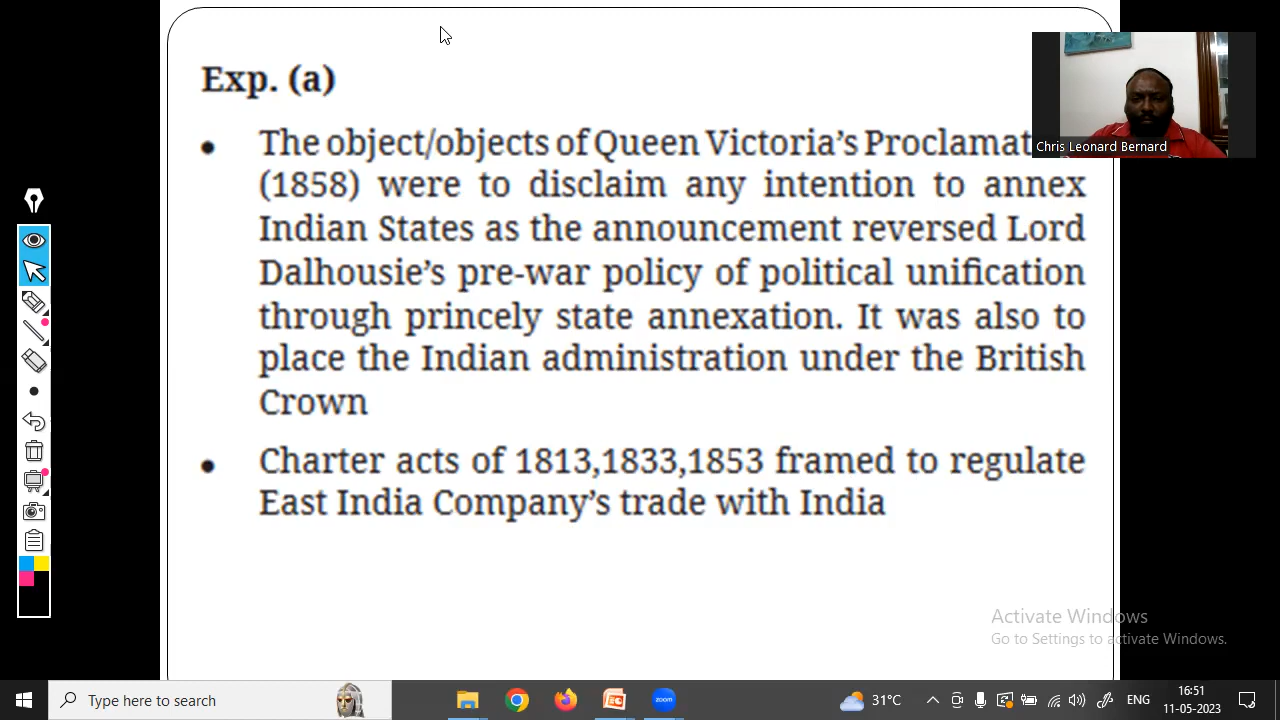 Exp. (a)
• The object/objects of Queen Victoria's
(1858) were to disclaim any intention to annex
Indian States as the announcement reversed Lord
Dalhousie's pre-war policy of political unification
through princely state annexation. It was also to
place the Indian administration under the British
Crown
• Charter acts of 1813,1833,1853 framed to regulate
East India Company's trade with India
Chris Leonard Bernard
Activate Windows
Go to Settings to activate Windows.
Type here to search
zoom
31°C
ENG
16:51
11-05-2023